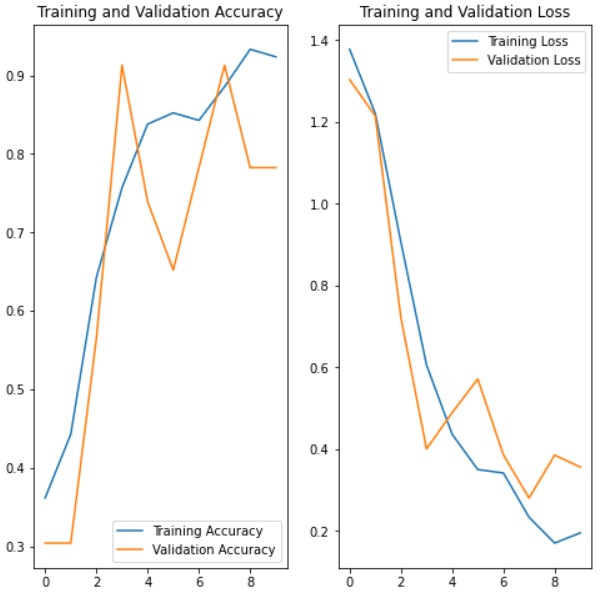 Training and Validation Accuracy
0.9
0.8
0.7
0.6
0.5
0.4
0.3
0 2 4 6 8
Training Accuracy
Validation Accuracy
Training and Validation Loss
1.4
1.2
1.0
0.8
0.6
0.4
0.2
0 2 4 6 8
Training Loss
Validation Loss